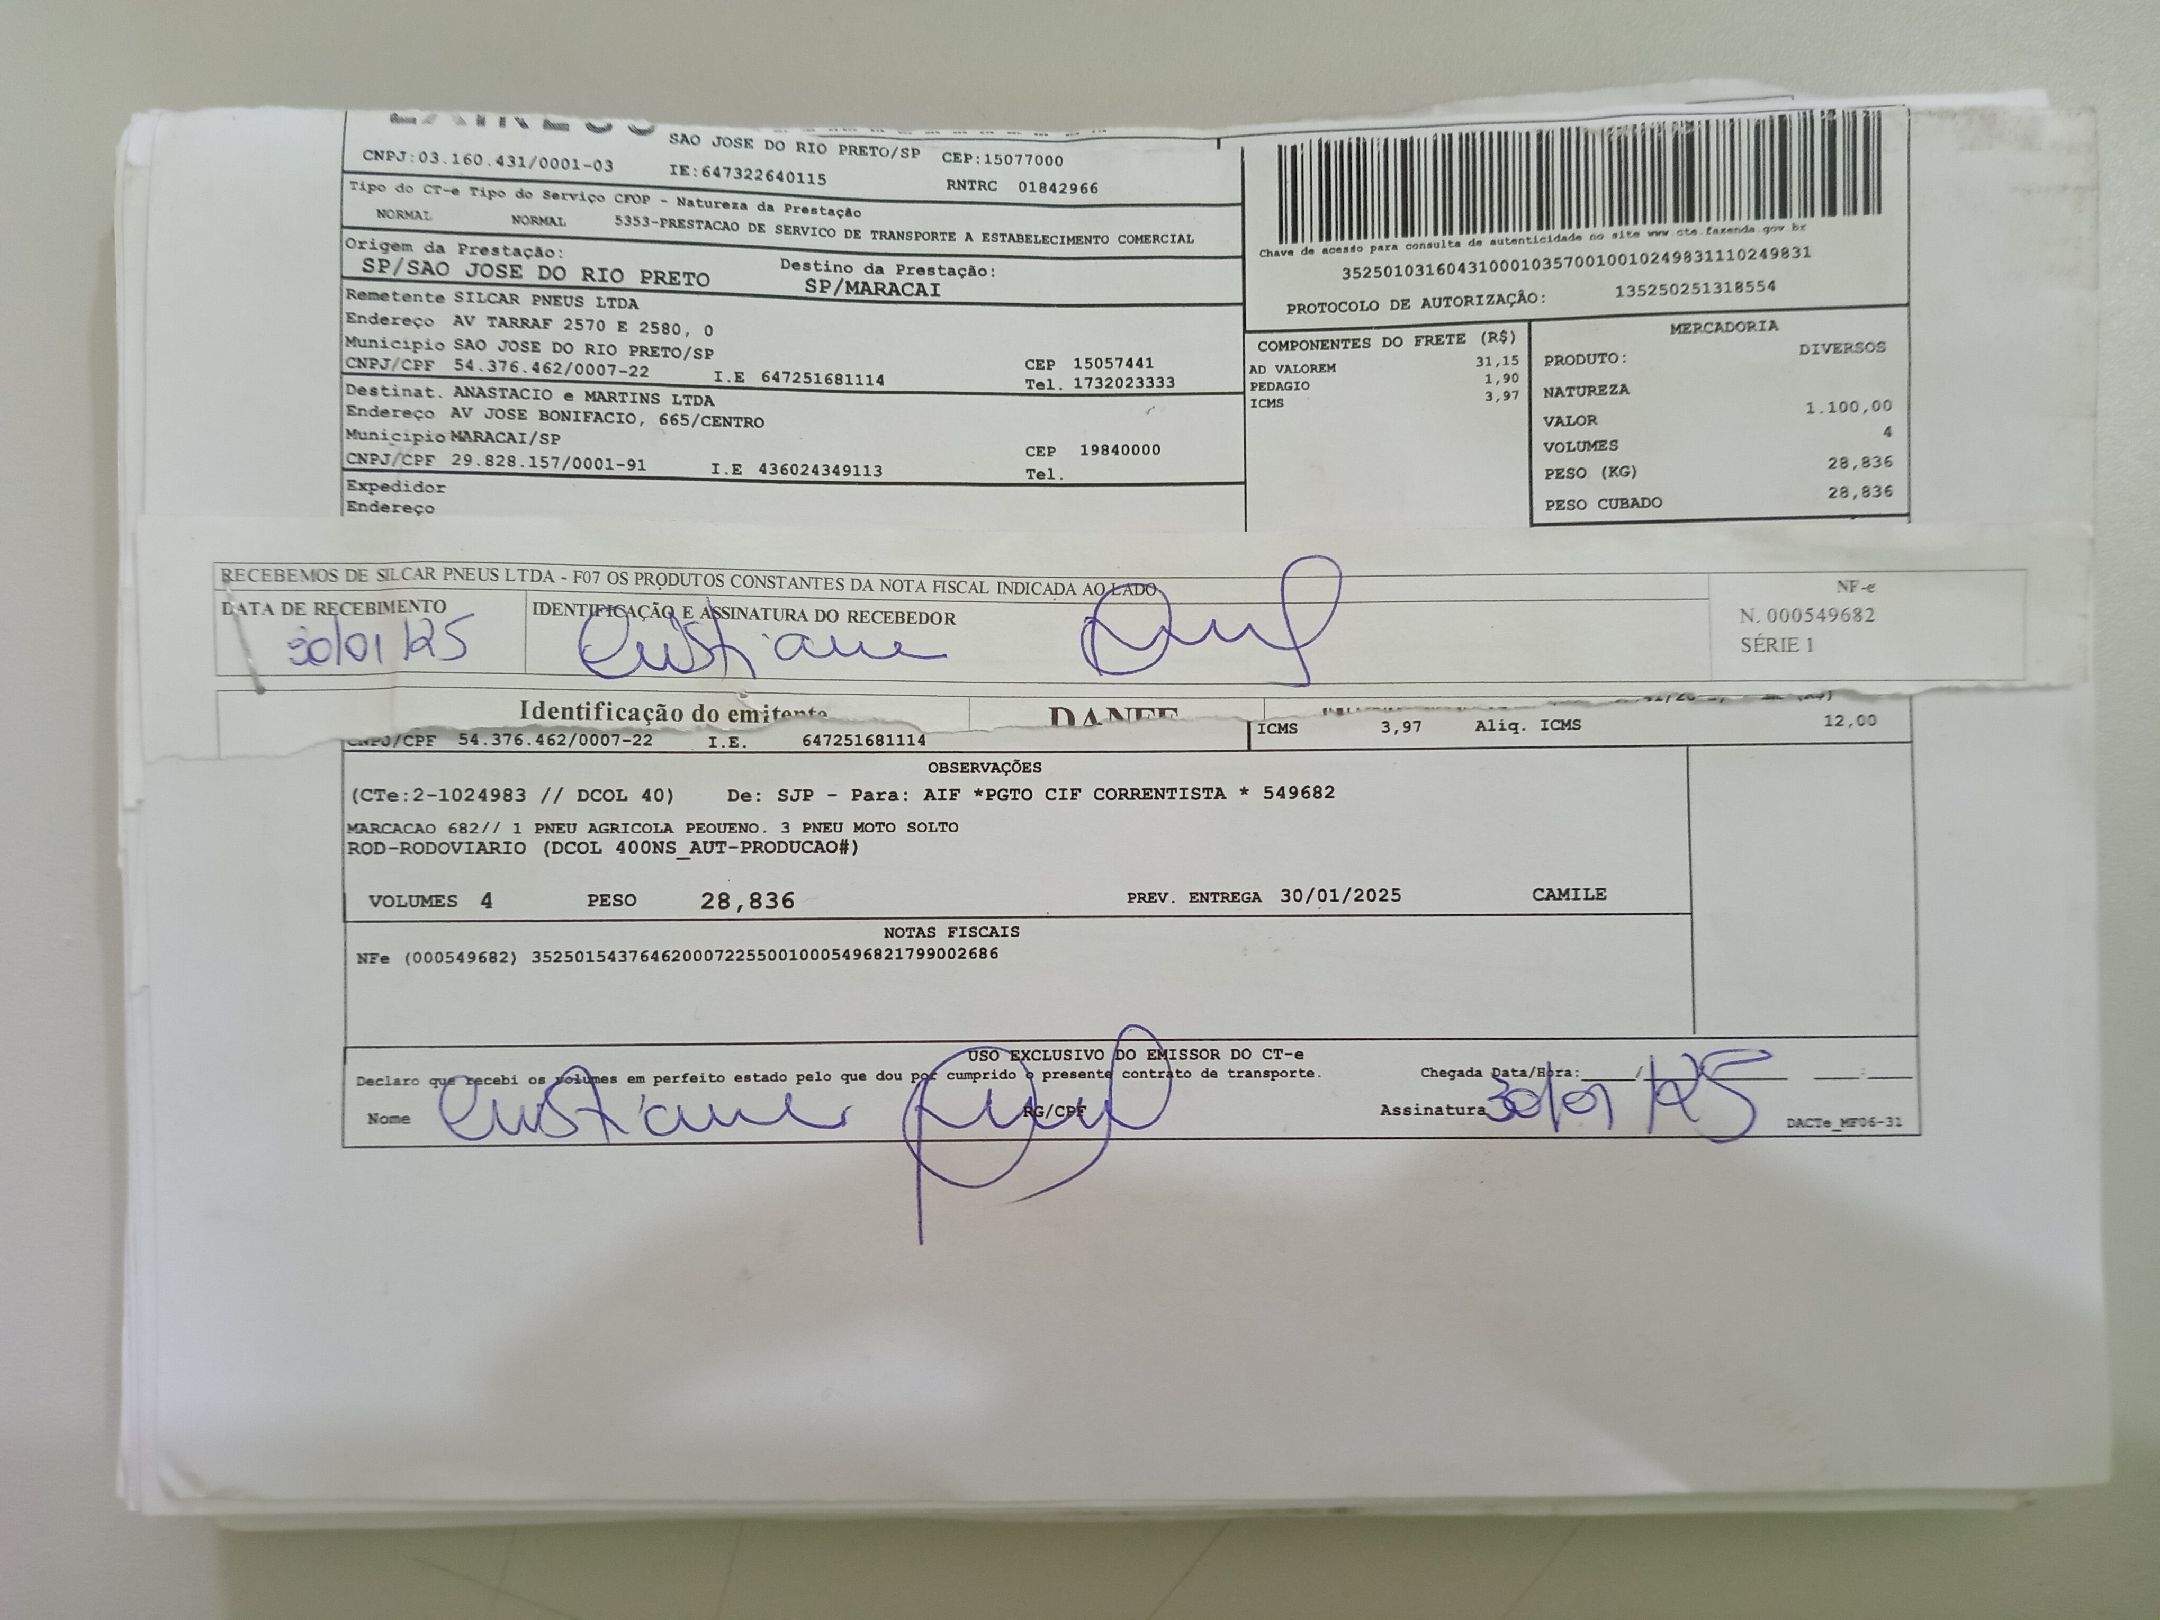 SAO JOSE DO RIO PRETO/SP CEP:15077000
CNPJ:03.160.431/0001-03 IE:647322640115 RNTRC 01842966
Tipo do CT-e Tipo do Serviço CFOP - Natureza da Prestação
NORMAL NORMAL 5353-PRESTACAO DE SERVICO DE TRANSPORTE A ESTABELECIMENTO COMERCIAL
Origem da Prestação: Destino da Prestação:
SP/SAO JOSE DO RIO PRETO SP/MARACAI
Remetente SILCAR PNEUS LTDA
Endereço AV TARRAF 2570 E 2580, 0
Municipio SAO JOSE DO RIO PRETO/SP CEP 15057441
CNPJ/CPF 54.376.462/0007-22 I.E 647251681114 Tel. 1732023333
Destinat. ANASTACIO e MARTINS LTDA
Endereço AV JOSE BONIFACIO, 665/CENTRO
Municipio MARACAI/SP CEP 19840000
CNPJ/CPF 29.828.157/0001-91 I.E 436024349113 Tel.
Expedidor
Endereço
Chave de acesso para consulta de autenticidade no site www.cte.fazenda.gov.br
35250103160431000103570010010249831110249831
PROTOCOLO DE AUTORIZAÇÃO: 135250251318554
COMPONENTES DO FRETE (R$)
AD VALOREM 31,15
PEDAGIO 1,90
ICMS 3,97
MERCADORIA
PRODUTO: DIVERSOS
NATUREZA
VALOR 1.100,00
VOLUMES 4
PESO (KG) 28,836
PESO CUBADO 28,836
RECEBEMOS DE SILCAR PNEUS LTDA - F07 OS PRODUTOS CONSTANTES DA NOTA FISCAL INDICADA AO LADO
DATA DE RECEBIMENTO IDENTIFICAÇÃO E ASSINATURA DO RECEBEDOR
30/01/25 Cristiane
NF-e
N. 000549682
SÉRIE 1
Identificação do emitente DANFE
CNPJ/CPF 54.376.462/0007-22 I.E. 647251681114 ICMS 3,97 Aliq. ICMS 12,00
OBSERVAÇÕES
(CTe:2-1024983 // DCOL 40) De: SJP - Para: AIF *PGTO CIF CORRENTISTA * 549682
MARCACAO 682// 1 PNEU AGRICOLA PEQUENO. 3 PNEU MOTO SOLTO
ROD-RODOVIARIO (DCOL 400NS_AUT-PRODUCAO#)
VOLUMES 4 PESO 28,836 PREV. ENTREGA 30/01/2025 CAMILE
NOTAS FISCAIS
NFe (000549682) 35250154376462000722550010005496821799002686
USO EXCLUSIVO DO EMISSOR DO CT-e
Declaro que recebi os volumes em perfeito estado pelo que dou por cumprido o presente contrato de transporte. Chegada Data/Hora:
Nome Cristiane RG/CPF Assinatura 30/01/25
DACTe_MF06-31